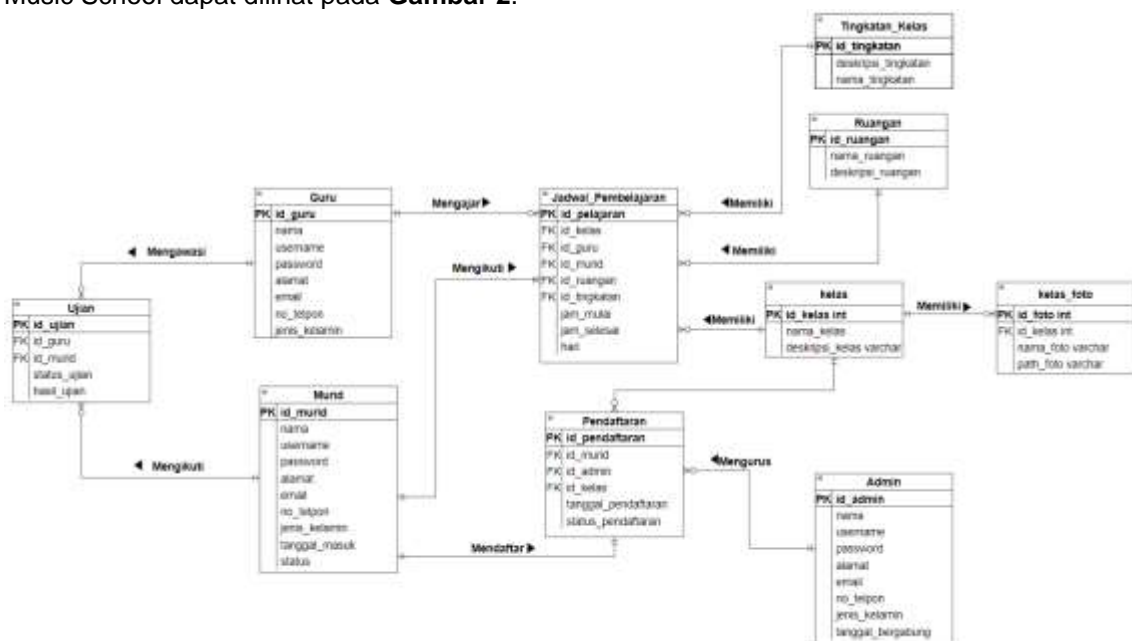 Music School dapat dilihat pada Gambar 2.
Tingkatan_Kelas
PK id_tingkatan
deskripsi_tingkatan
nama_tingkatan
Ruangan
PK id_ruangan
nama_ruangan
deskripsi_ruangan
Guru
PK id_guru
nama
username
password
alamat
email
no_telpon
jenis_kelamin
Mengajar
Jadwal_Pembelajaran
PK id_pelajaran
FK id_kelas
FK id_guru
FK id_murid
FK id_ruangan
FK id_tingkatan
jam_mulai
jam_selesai
hari
Memiliki
Memiliki
Memiliki
Mengawasi
Mengikuti
Ujian
PK id_ujian
FK id_guru
FK id_murid
status_ujian
hasil_ujian
kelas
PK id_kelas int
nama_kelas
deskripsi_kelas varchar
Memiliki
kelas_foto
PK id_foto int
FK id_kelas int
nama_foto varchar
path_foto varchar
Murid
PK id_murid
nama
username
password
alamat
email
no_telpon
jenis_kelamin
tanggal_masuk
status
Mengikuti
Mendaftar
Pendaftaran
PK id_pendaftaran
FK id_murid
FK id_admin
FK id_kelas
tanggal_pendaftaran
status_pendaftaran
Mengurus
Admin
PK id_admin
nama
username
password
alamat
email
no_telpon
jenis_kelamin
tanggal_bergabung